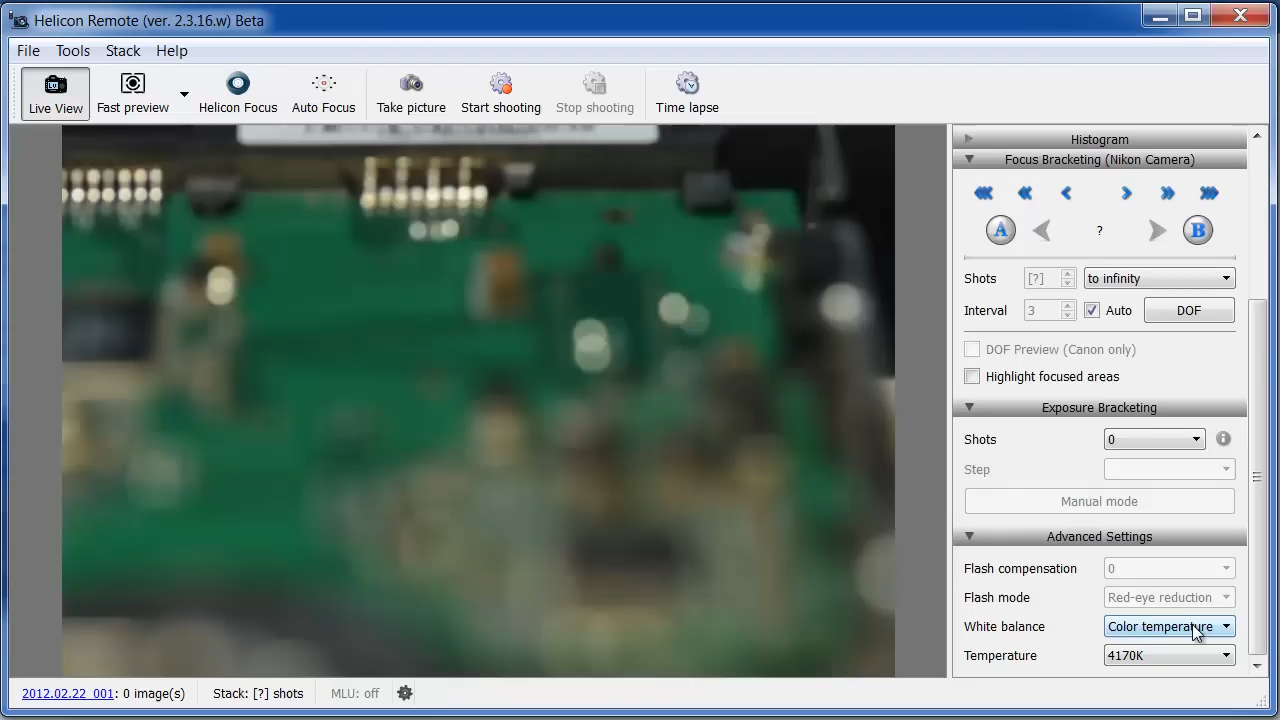 Helicon Remote (ver. 2.3.16.w) Beta
File Tools Stack Help
Live View Fast preview Helicon Focus Auto Focus Take picture Start shooting Stop shooting Time lapse
Histogram
Focus Bracketing (Nikon Camera)
A ? B
Shots [?] to infinity
Interval 3 Auto DOF
DOF Preview (Canon only)
Highlight focused areas
Exposure Bracketing
Shots 0
Step
Manual mode
Advanced Settings
Flash compensation 0
Flash mode Red-eye reduction
White balance Color temperature
Temperature 4170K
2012.02.22_001: 0 image(s) Stack: [?] shots MLU: off